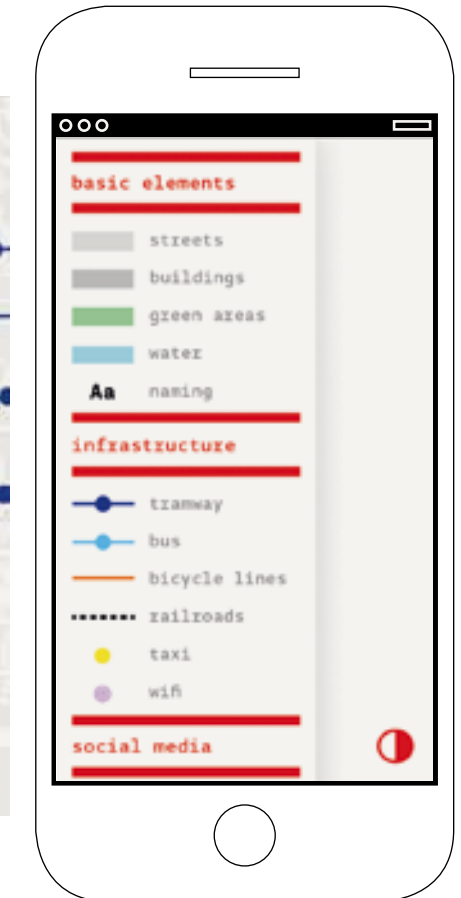 basic elements
streets
buildings
green areas
water
Aa naming
infrastructure
tramway
bus
bicycle lines
railroads
taxi
wifi
social media